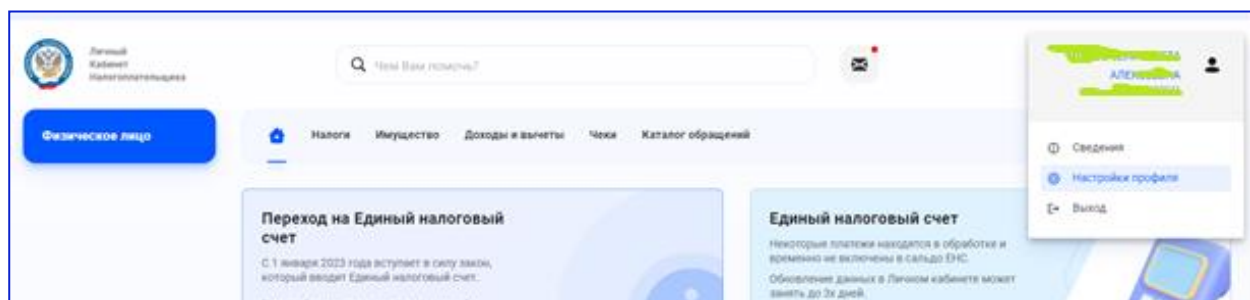 Личный
Кабинет
Налогоплательщика
Чем Вам помочь?
Физическое лицо
Налоги Имущество Доходы и вычеты Чеки Каталог обращений
Сведения
Настройки профиля
Выход
Переход на Единый налоговый
счет
С 1 января 2023 года вступает в силу закон,
который вводит Единый налоговый счет.
Единый налоговый счет
Некоторые платежи находятся в обработке и
временно не включены в сальдо ЕНС.
Обновление данных в Личном кабинете может
занять до 3х дней.